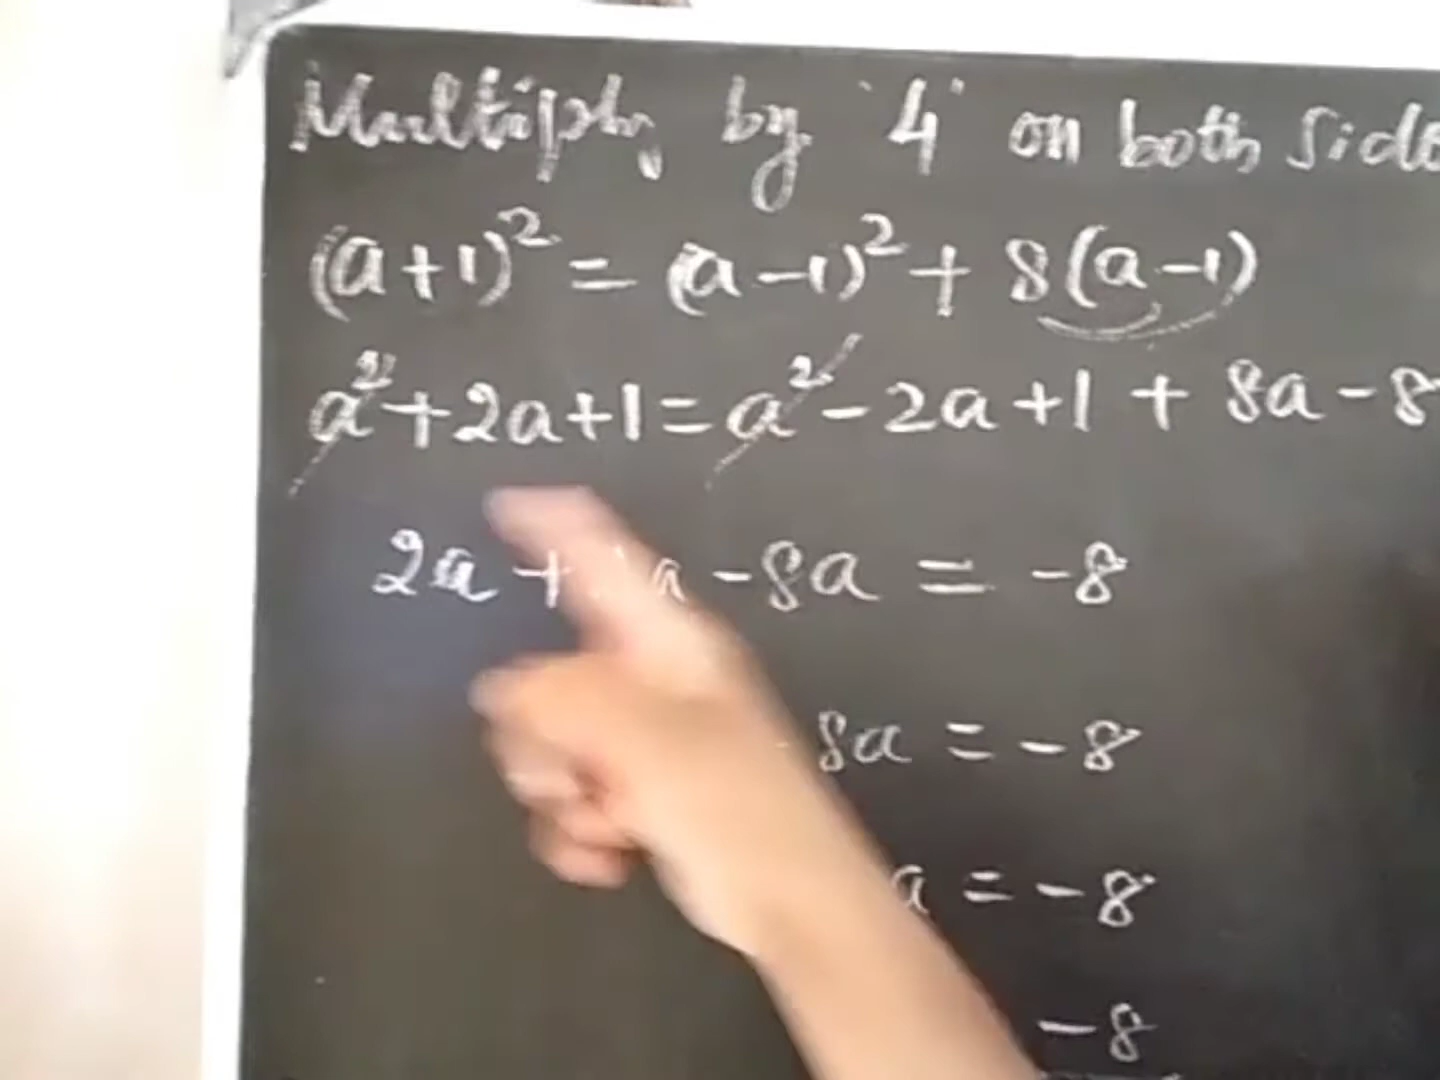 Multiply by '4' on both side
(a+1)² = (a-1)² + 8(a-1)
a² + 2a + 1 = a² - 2a + 1 + 8a - 8
2a + a - 8a = -8
8a = -8
a = -8
-8